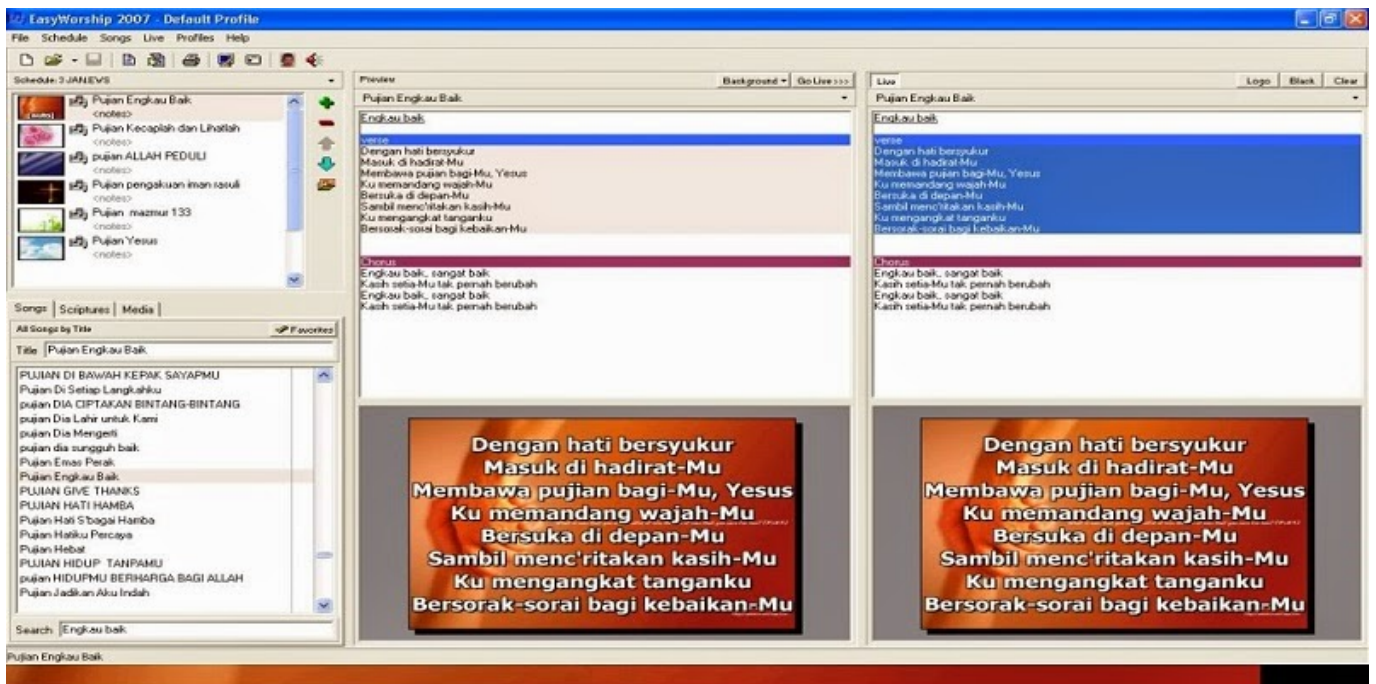 EasyWorship 2007 - Default Profile
File Schedule Songs Live Profiles Help
Schedule: 3 JAN.EWS
Pujian Engkau Baik
<notes>
Pujian Kecaplah dan Lihatlah
<notes>
pujian ALLAH PEDULI
<notes>
Pujian pengakuan iman rasuli
<notes>
Pujian mazmur 133
<notes>
Pujian Yesus
<notes>
Songs Scriptures Media
All Songs by Title Favorites
Title Pujian Engkau Baik
PUJIAN DI BAWAH KEPAK SAYAPMU
Pujian Di Setiap Langkahku
pujian DIA CIPTAKAN BINTANG-BINTANG
pujian Dia Lahir untuk Kami
pujian Dia Mengerti
pujian dia sungguh baik
Pujian Emas Perak
Pujian Engkau Baik
PUJIAN GIVE THANKS
PUJIAN HATI HAMBA
Pujian Hati S'bagai Hamba
Pujian Hatiku Percaya
Pujian Hebat
PUJIAN HIDUP TANPAMU
pujian HIDUPMU BERHARGA BAGI ALLAH
Pujian Jadikan Aku Indah
Search Engkau baik
Pujian Engkau Baik
Preview Background Go Live >>>
Pujian Engkau Baik
Engkau baik
verse
Dengan hati bersyukur
Masuk di hadirat-Mu
Membawa pujian bagi-Mu, Yesus
Ku memandang wajah-Mu
Bersuka di depan-Mu
Sambil menc'ritakan kasih-Mu
Ku mengangkat tanganku
Bersorak-sorai bagi kebaikan-Mu
Chorus
Engkau baik, sangat baik
Kasih setia-Mu tak pernah berubah
Engkau baik, sangat baik
Kasih setia-Mu tak pernah berubah
Dengan hati bersyukur
Masuk di hadirat-Mu
Membawa pujian bagi-Mu, Yesus
Ku memandang wajah-Mu
Bersuka di depan-Mu
Sambil menc'ritakan kasih-Mu
Ku mengangkat tanganku
Bersorak-sorai bagi kebaikan-Mu
Live Logo Black Clear
Pujian Engkau Baik
Engkau baik
verse
Dengan hati bersyukur
Masuk di hadirat-Mu
Membawa pujian bagi-Mu, Yesus
Ku memandang wajah-Mu
Bersuka di depan-Mu
Sambil menc'ritakan kasih-Mu
Ku mengangkat tanganku
Bersorak-sorai bagi kebaikan-Mu
Chorus
Engkau baik, sangat baik
Kasih setia-Mu tak pernah berubah
Engkau baik, sangat baik
Kasih setia-Mu tak pernah berubah
Dengan hati bersyukur
Masuk di hadirat-Mu
Membawa pujian bagi-Mu, Yesus
Ku memandang wajah-Mu
Bersuka di depan-Mu
Sambil menc'ritakan kasih-Mu
Ku mengangkat tanganku
Bersorak-sorai bagi kebaikan-Mu